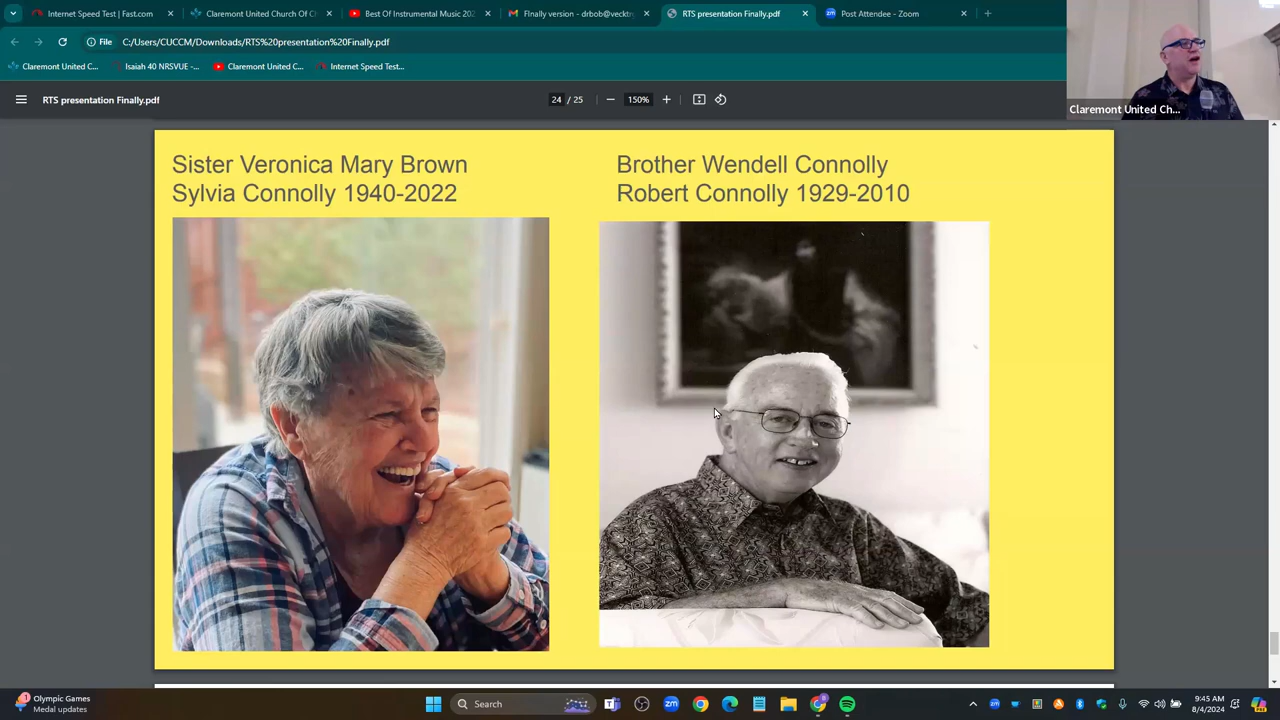 Internet Speed Test | Fast.com
Claremont United Church Of C
Best Of Instrumental Music 202
FInally version - drbob@vecktro
RTS presentation Finally.pdf
Post Attendee - Zoom
File
C:/Users/CUCCM/Downloads/RTS%20presentation%20Finally.pdf
Claremont United C...
Isaiah 40 NRSVUE -...
Claremont United C...
Internet Speed Test...
RTS presentation Finally.pdf
24 / 25
150%
Claremont United Ch...
Sister Veronica Mary Brown
Sylvia Connolly 1940-2022
Brother Wendell Connolly
Robert Connolly 1929-2010
Olympic Games
Medal updates
Search
9:45 AM
8/4/2024